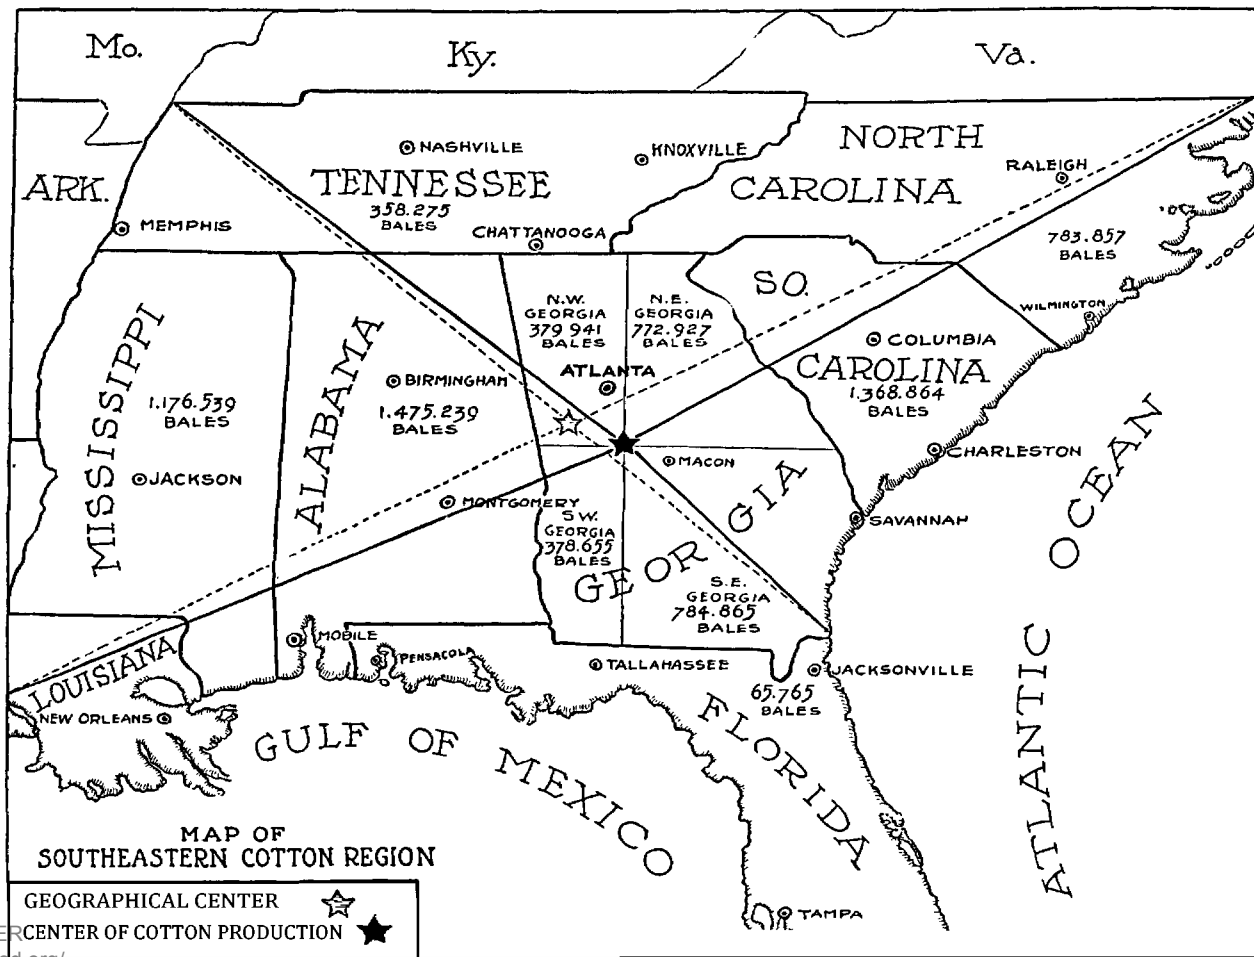 Mo.
Ky.
Va.
ARK.
NASHVILLE
KNOXVILLE
TENNESSEE
358.275
BALES
MEMPHIS
CHATTANOOGA
NORTH
CAROLINA
RALEIGH
783.857
BALES
WILMINGTON
SO.
CAROLINA
COLUMBIA
1.368.864
BALES
CHARLESTON
MISSISSIPPI
1.176.539
BALES
JACKSON
ALABAMA
BIRMINGHAM
1.475.239
BALES
MONTGOMERY
MOBILE
N.W.
GEORGIA
379 941
BALES
N.E.
GEORGIA
772.927
BALES
ATLANTA
MACON
GEORGIA
S.W.
GEORGIA
378.655
BALES
S.E.
GEORGIA
784.865
BALES
SAVANNAH
LOUISIANA
NEW ORLEANS
PENSACOLA
TALLAHASSEE
JACKSONVILLE
65.765
BALES
FLORIDA
TAMPA
GULF OF MEXICO
ATLANTIC OCEAN
MAP OF
SOUTHEASTERN COTTON REGION
GEOGRAPHICAL CENTER
CENTER OF COTTON PRODUCTION